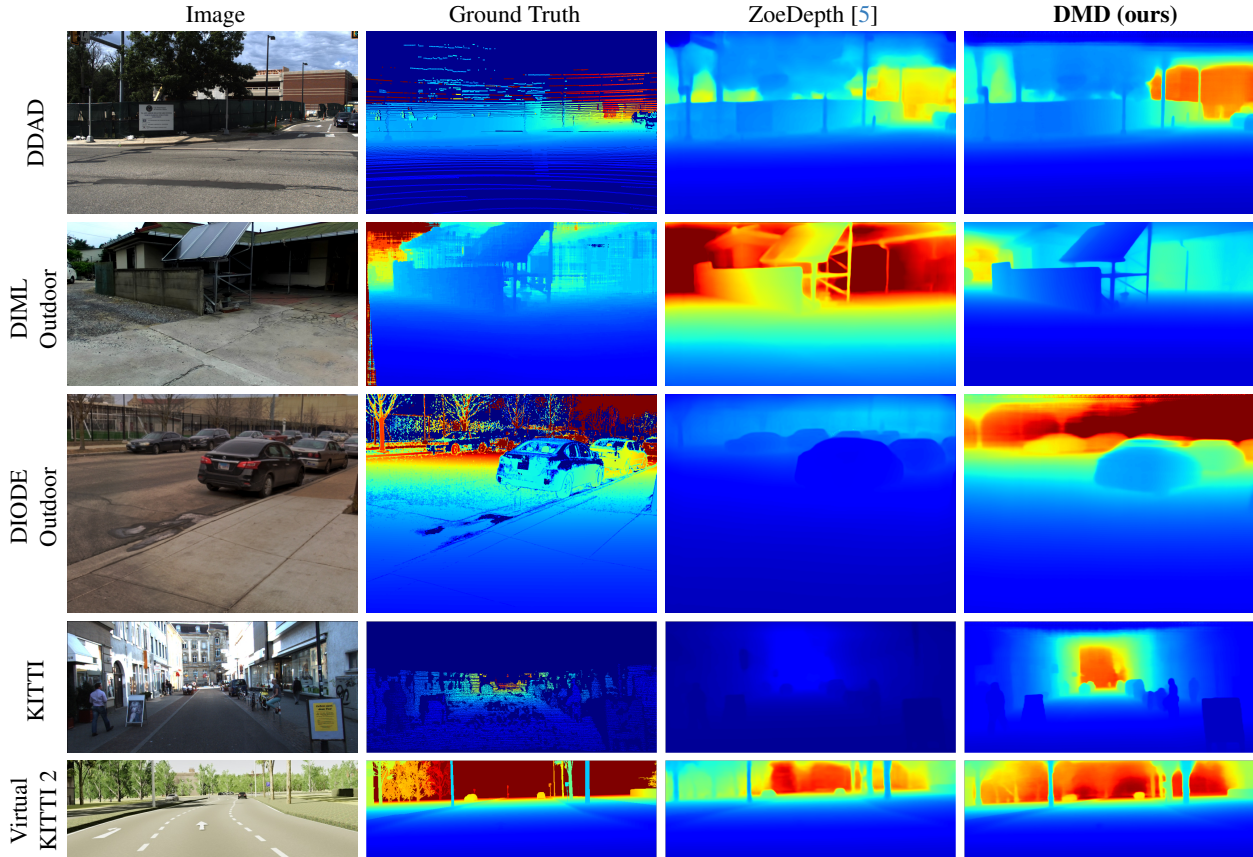 Image Ground Truth ZoeDepth [5] DMD (ours)
DDAD
DIML
Outdoor
DIODE
Outdoor
KITTI
Virtual
KITTI 2